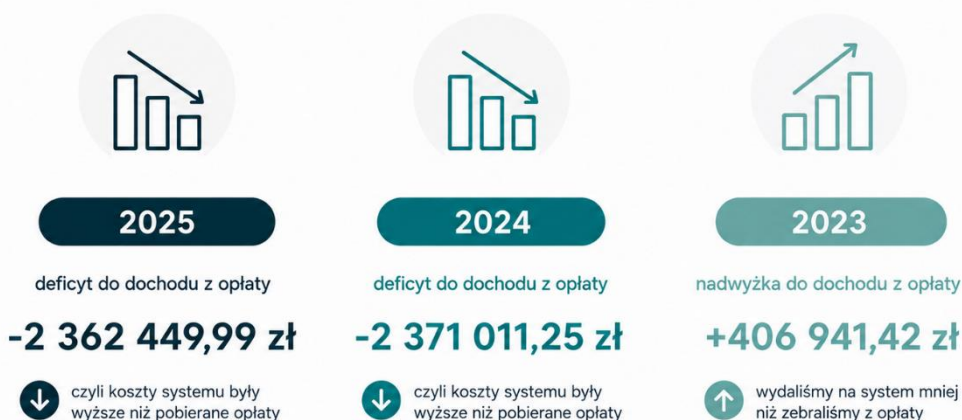 2025
deficyt do dochodu z opłaty
-2 362 449,99 zł
czyli koszty systemu były
wyższe niż pobierane opłaty
2024
deficyt do dochodu z opłaty
-2 371 011,25 zł
czyli koszty systemu były
wyższe niż pobierane opłaty
2023
nadwyżka do dochodu z opłaty
+406 941,42 zł
wydaliśmy na system mniej
niż zebraliśmy z opłaty